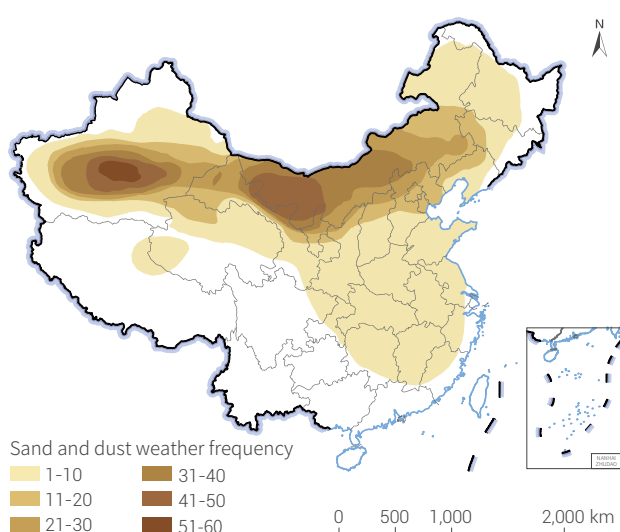 N
NANHAI
ZHUDAO
Sand and dust weather frequency
1-10
11-20
21-30
31-40
41-50
51-60
0 500 1,000 2,000 km